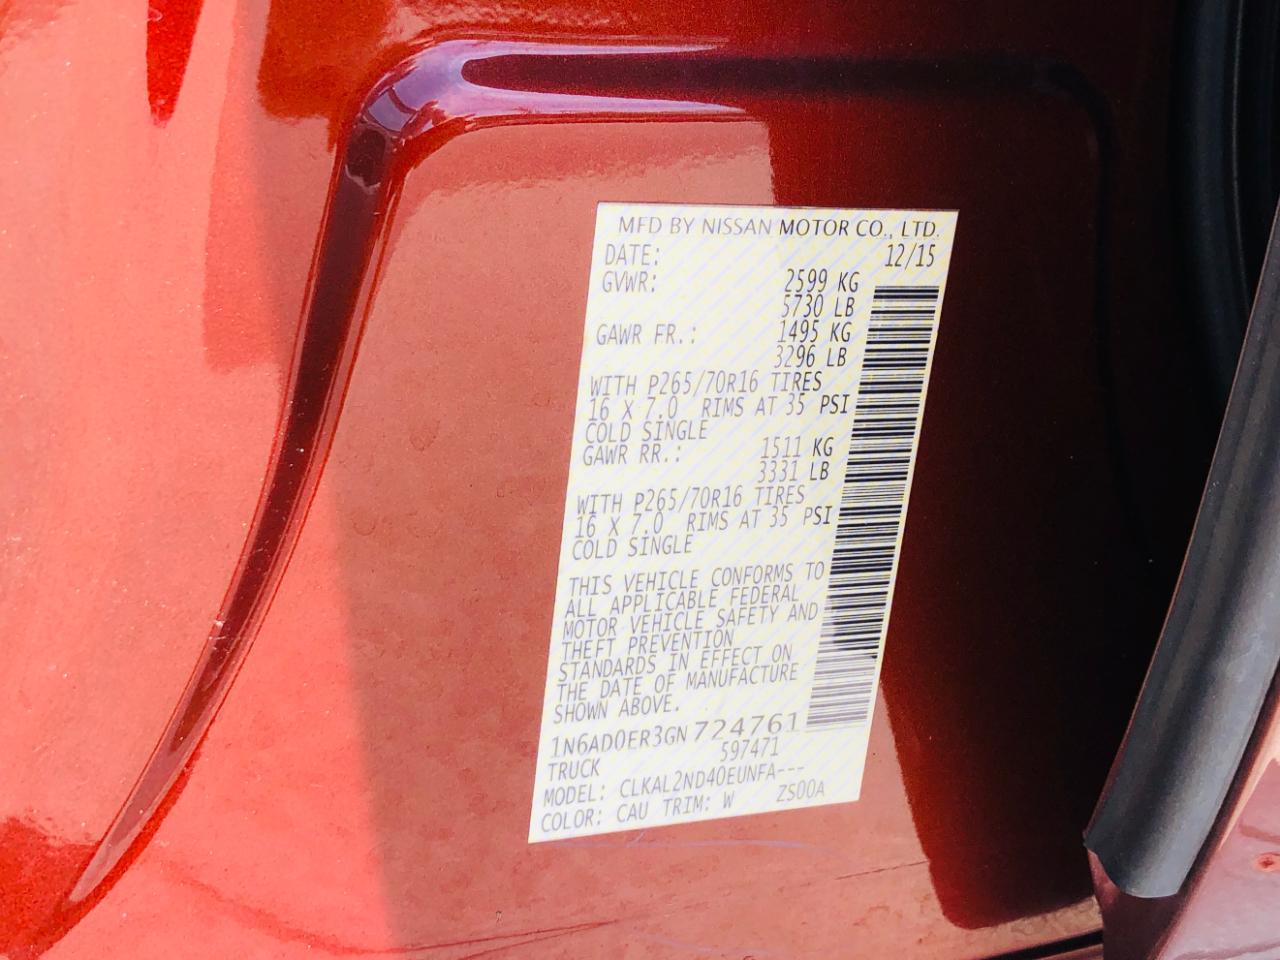 MFD BY NISSAN MOTOR CO., LTD.
DATE: 12/15
GVWR: 2599 KG
5730 LB
GAWR FR.: 1495 KG
3296 LB
WITH P265/70R16 TIRES
16 X 7.0 RIMS AT 35 PSI
COLD SINGLE
GAWR RR.: 1511 KG
3331 LB
WITH P265/70R16 TIRES
16 X 7.0 RIMS AT 35 PSI
COLD SINGLE
THIS VEHICLE CONFORMS TO
ALL APPLICABLE FEDERAL
MOTOR VEHICLE SAFETY AND
THEFT PREVENTION
STANDARDS IN EFFECT ON
THE DATE OF MANUFACTURE
SHOWN ABOVE.
1N6AD0ER3GN724761
TRUCK 597471
MODEL: CLKAL2ND40EUNFA---
COLOR: CAU TRIM: W ZS00A